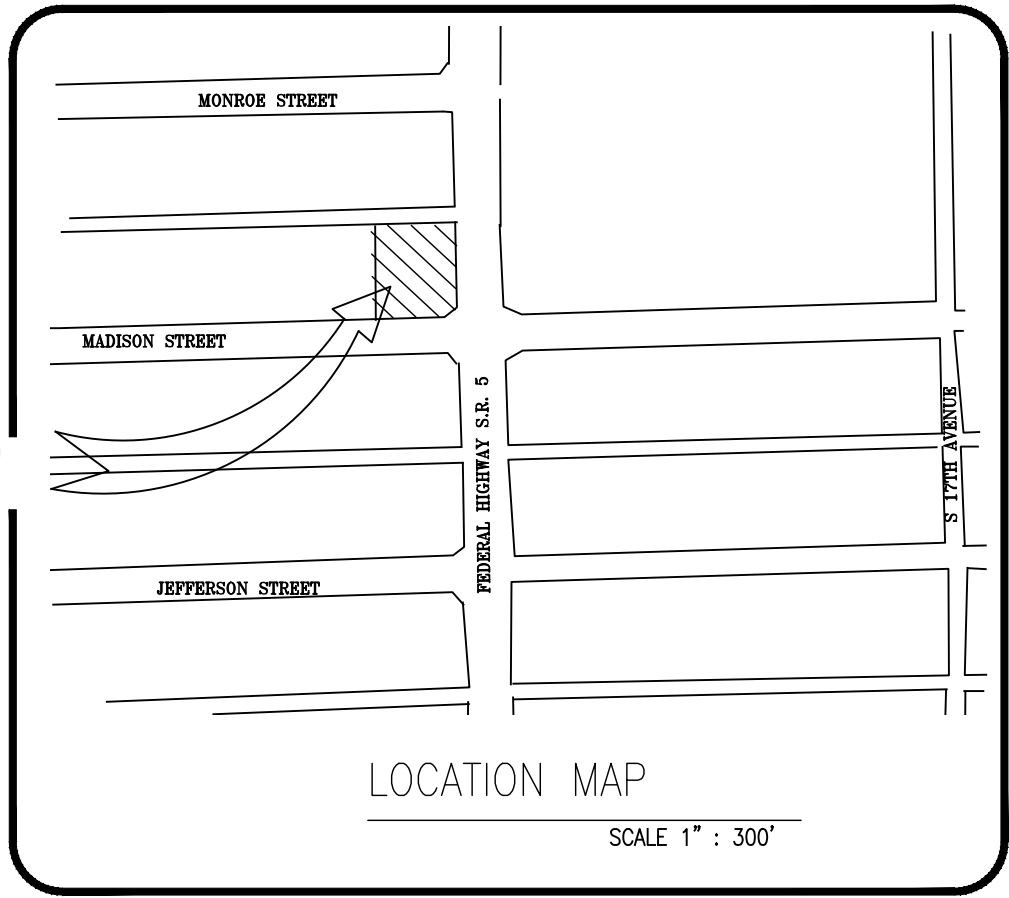 MONROE STREET
MADISON STREET
FEDERAL HIGHWAY S.R. 5
S 17TH AVENUE
JEFFERSON STREET
LOCATION MAP
SCALE 1" : 300'